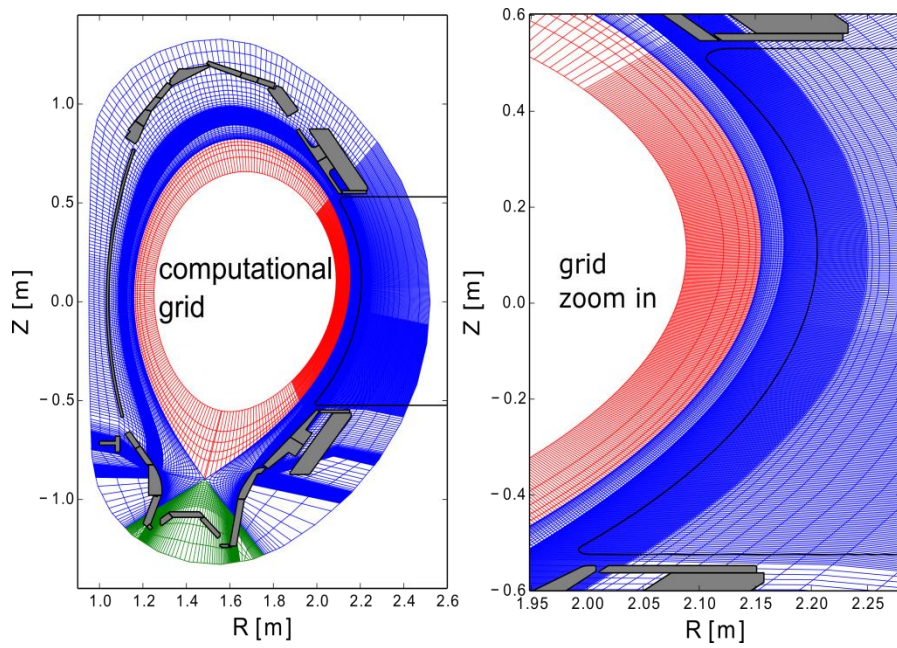 1.0
0.5
0.0
−0.5
−1.0
Z [m]
computational
grid
1.0 1.2 1.4 1.6 1.8 2.0 2.2 2.4 2.6
R [m]
0.6
0.4
0.2
0.0
−0.2
−0.4
−0.6
Z [m]
grid
zoom in
1.95 2.00 2.05 2.10 2.15 2.20 2.25
R [m]